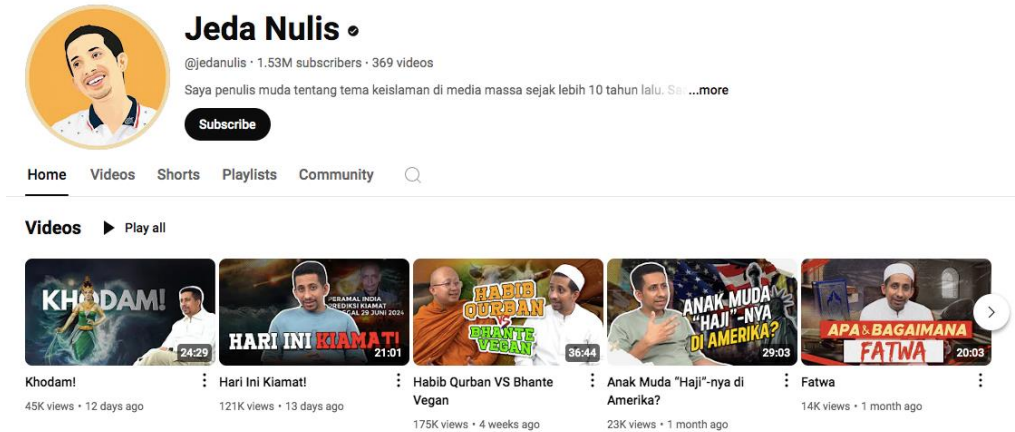 Jeda Nulis
@jedanulis · 1.53M subscribers · 369 videos
Saya penulis muda tentang tema keislaman di media massa sejak lebih 10 tahun lalu. ...more
Subscribe
Home Videos Shorts Playlists Community
Videos Play all
KHODAM!
24:29
PERAMAL INDIA
PREDIKSI KIAMAT
29 JUNI 2024
HARI INI KIAMAT!
21:01
HABIB
QURBAN
VS
BHANTE
VEGAN
36:44
ANAK MUDA
"HAJI"-NYA
DI AMERIKA?
29:03
APA & BAGAIMANA
FATWA
20:03
Khodam!
45K views · 12 days ago
Hari Ini Kiamat!
121K views · 13 days ago
Habib Qurban VS Bhante
Vegan
175K views · 4 weeks ago
Anak Muda "Haji"-nya di
Amerika?
23K views · 1 month ago
Fatwa
14K views · 1 month ago